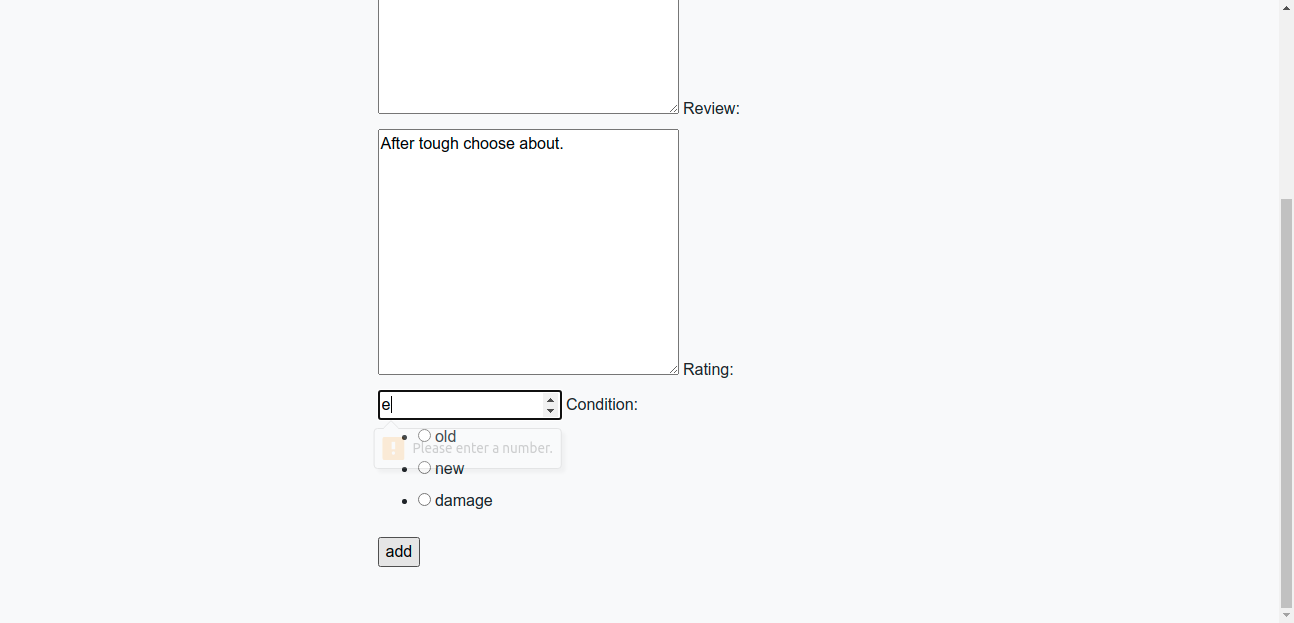 Review:
After tough choose about.
Rating:
e
Condition:
old
Please enter a number.
new
damage
add